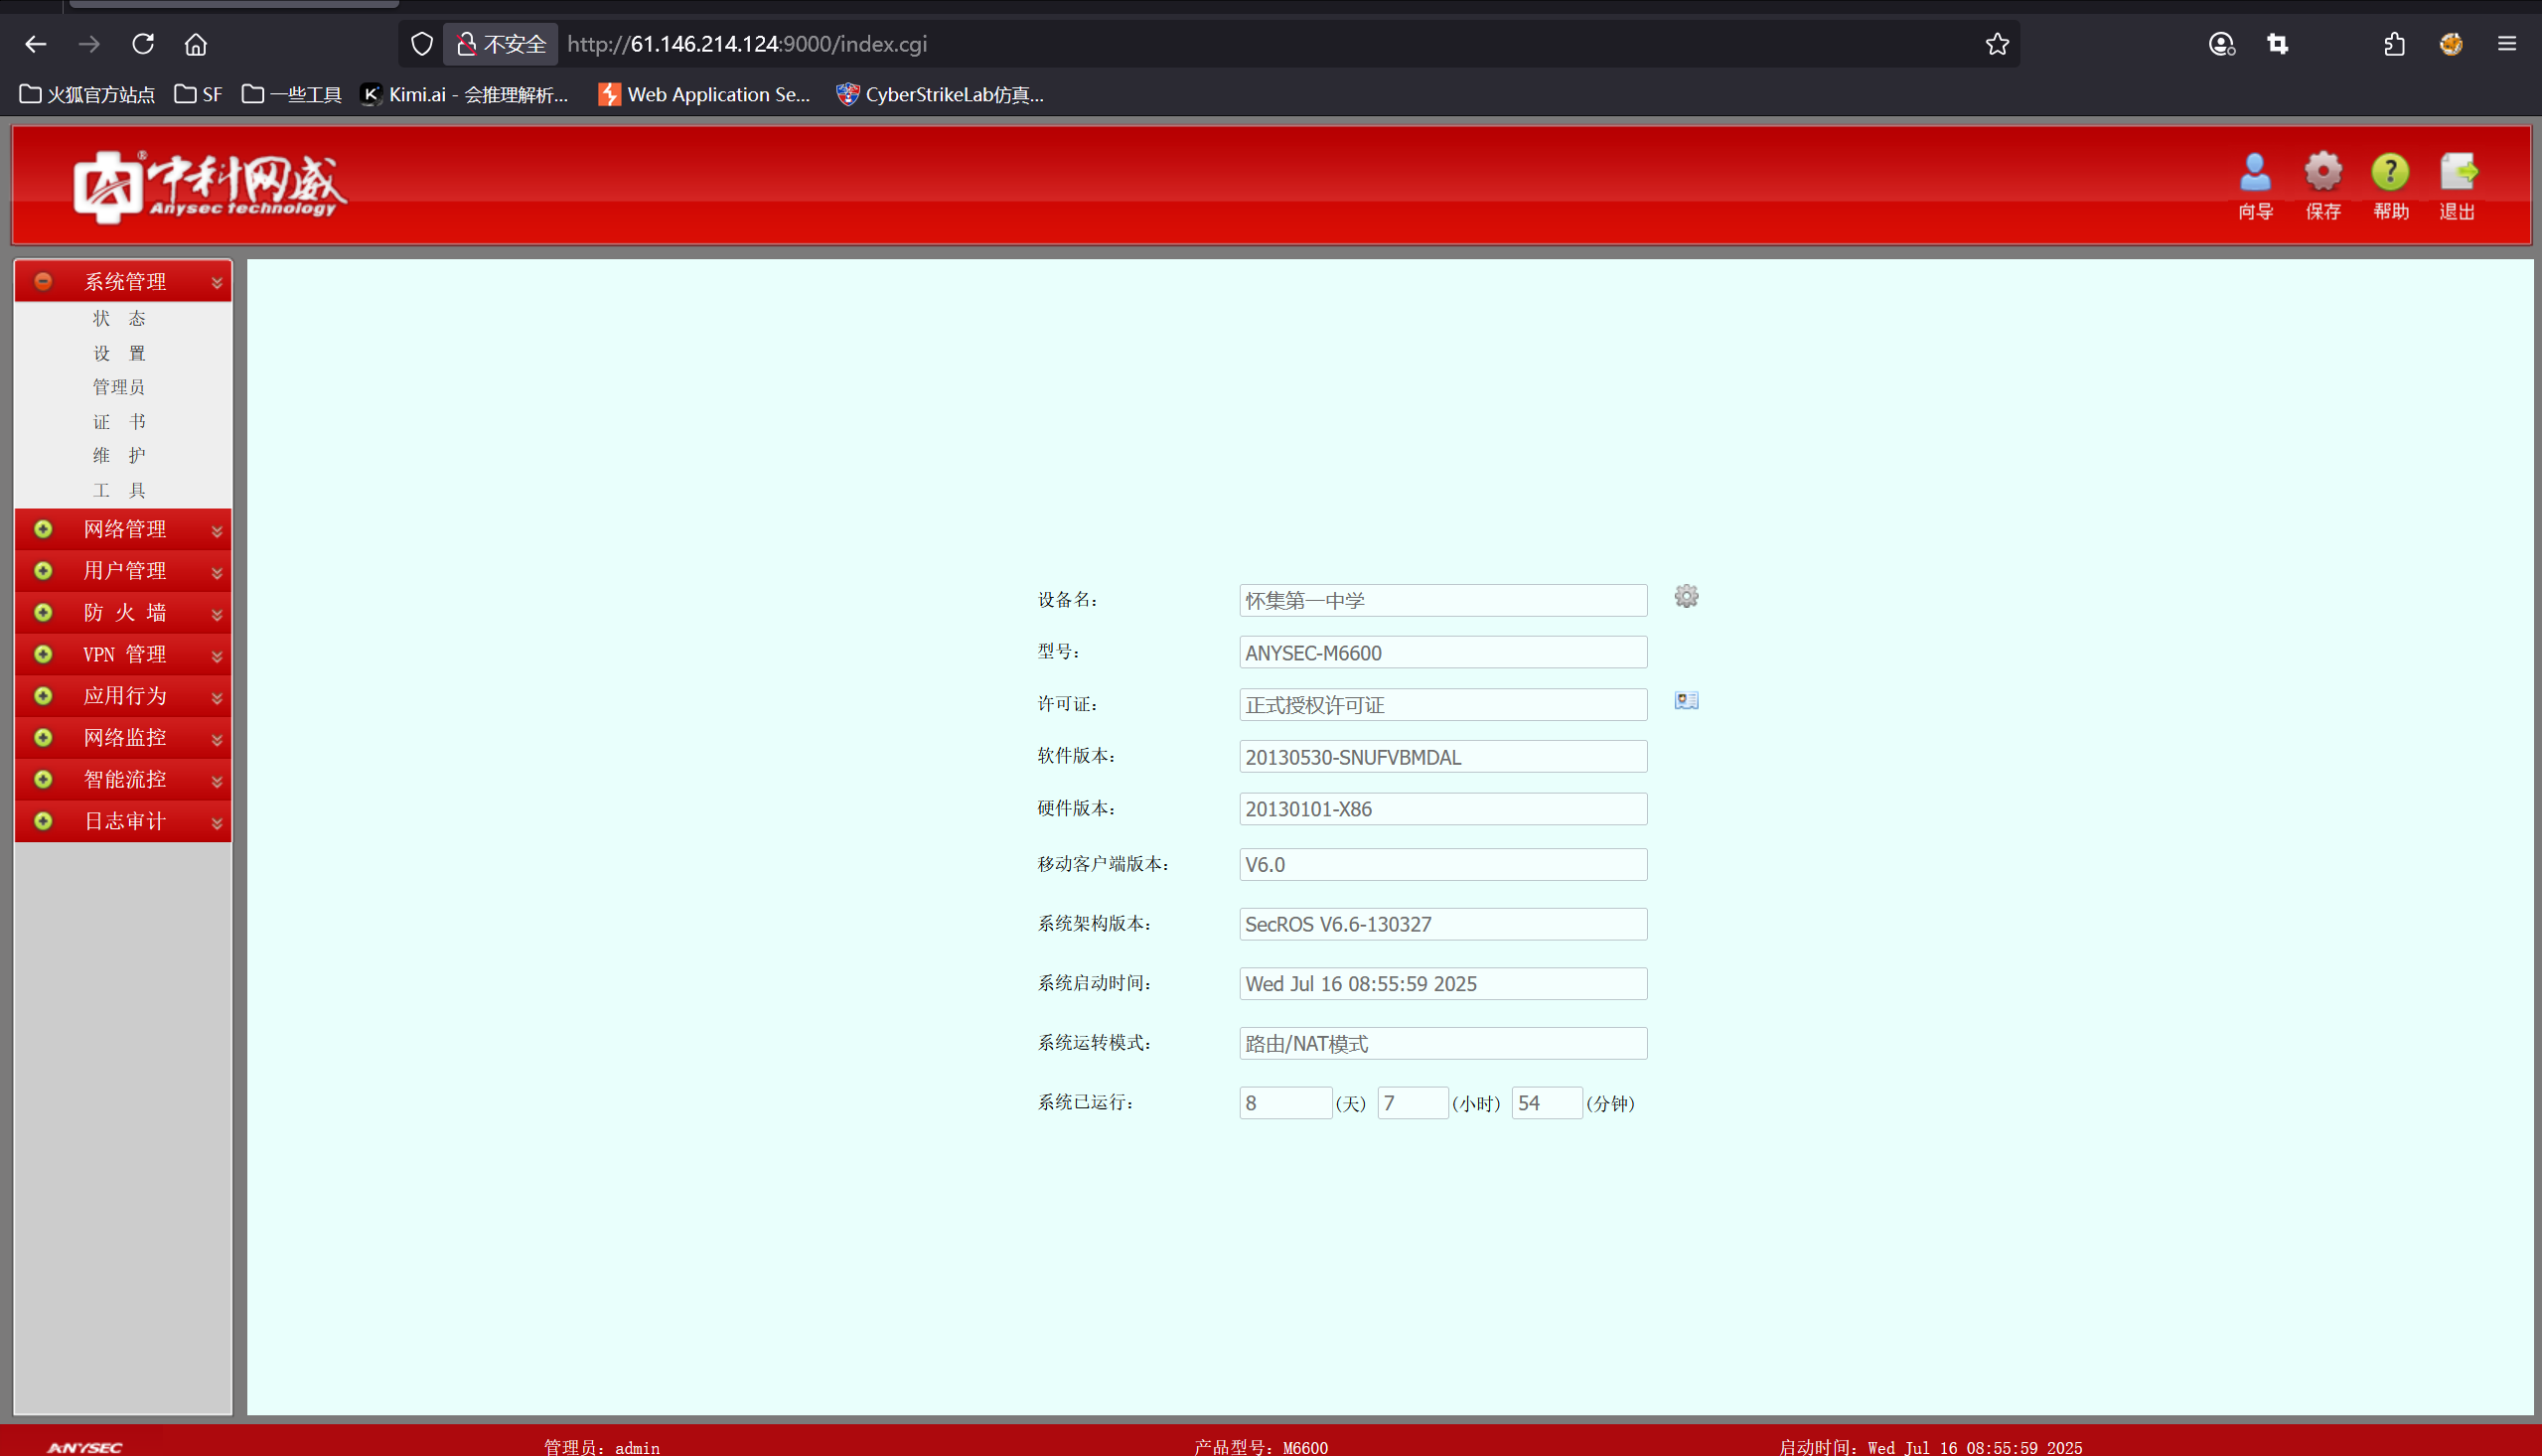 不安全 http://61.146.214.124:9000/index.cgi
火狐官方站点 SF 一些工具 Kimi.ai - 会推理解析... Web Application Se... CyberStrikeLab仿真...
中科网威®
Anysec technology
向导 保存 帮助 退出
系统管理
状 态
设 置
管理员
证 书
维 护
工 具
网络管理
用户管理
防 火 墙
VPN 管理
应用行为
网络监控
智能流控
日志审计
设备名: 怀集第一中学
型号: ANYSEC-M6600
许可证: 正式授权许可证
软件版本: 20130530-SNUFVBMDAL
硬件版本: 20130101-X86
移动客户端版本: V6.0
系统架构版本: SecROS V6.6-130327
系统启动时间: Wed Jul 16 08:55:59 2025
系统运转模式: 路由/NAT模式
系统已运行: 8 (天) 7 (小时) 54 (分钟)
ANYSEC 管理员: admin 产品型号: M6600 启动时间: Wed Jul 16 08:55:59 2025